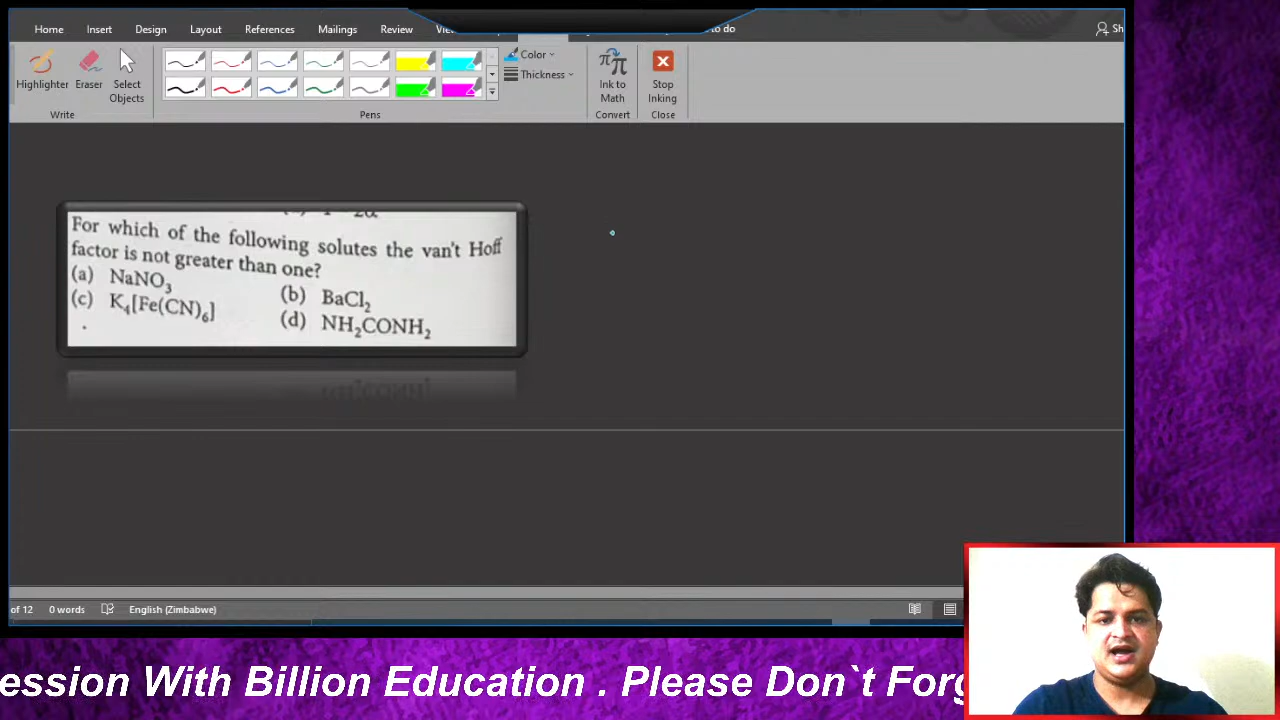 Home Insert Design Layout References Mailings Review to do Sh
Highlighter Eraser Select Objects
Color
Thickness
Ink to Math
Stop Inking
Write Pens Convert Close
For which of the following solutes the van't Hoff
factor is not greater than one?
(a) NaNO3
(b) BaCl2
(c) K4[Fe(CN)6]
(d) NH2CONH2
of 12 0 words English (Zimbabwe)
ession With Billion Education . Please Don`t Forg